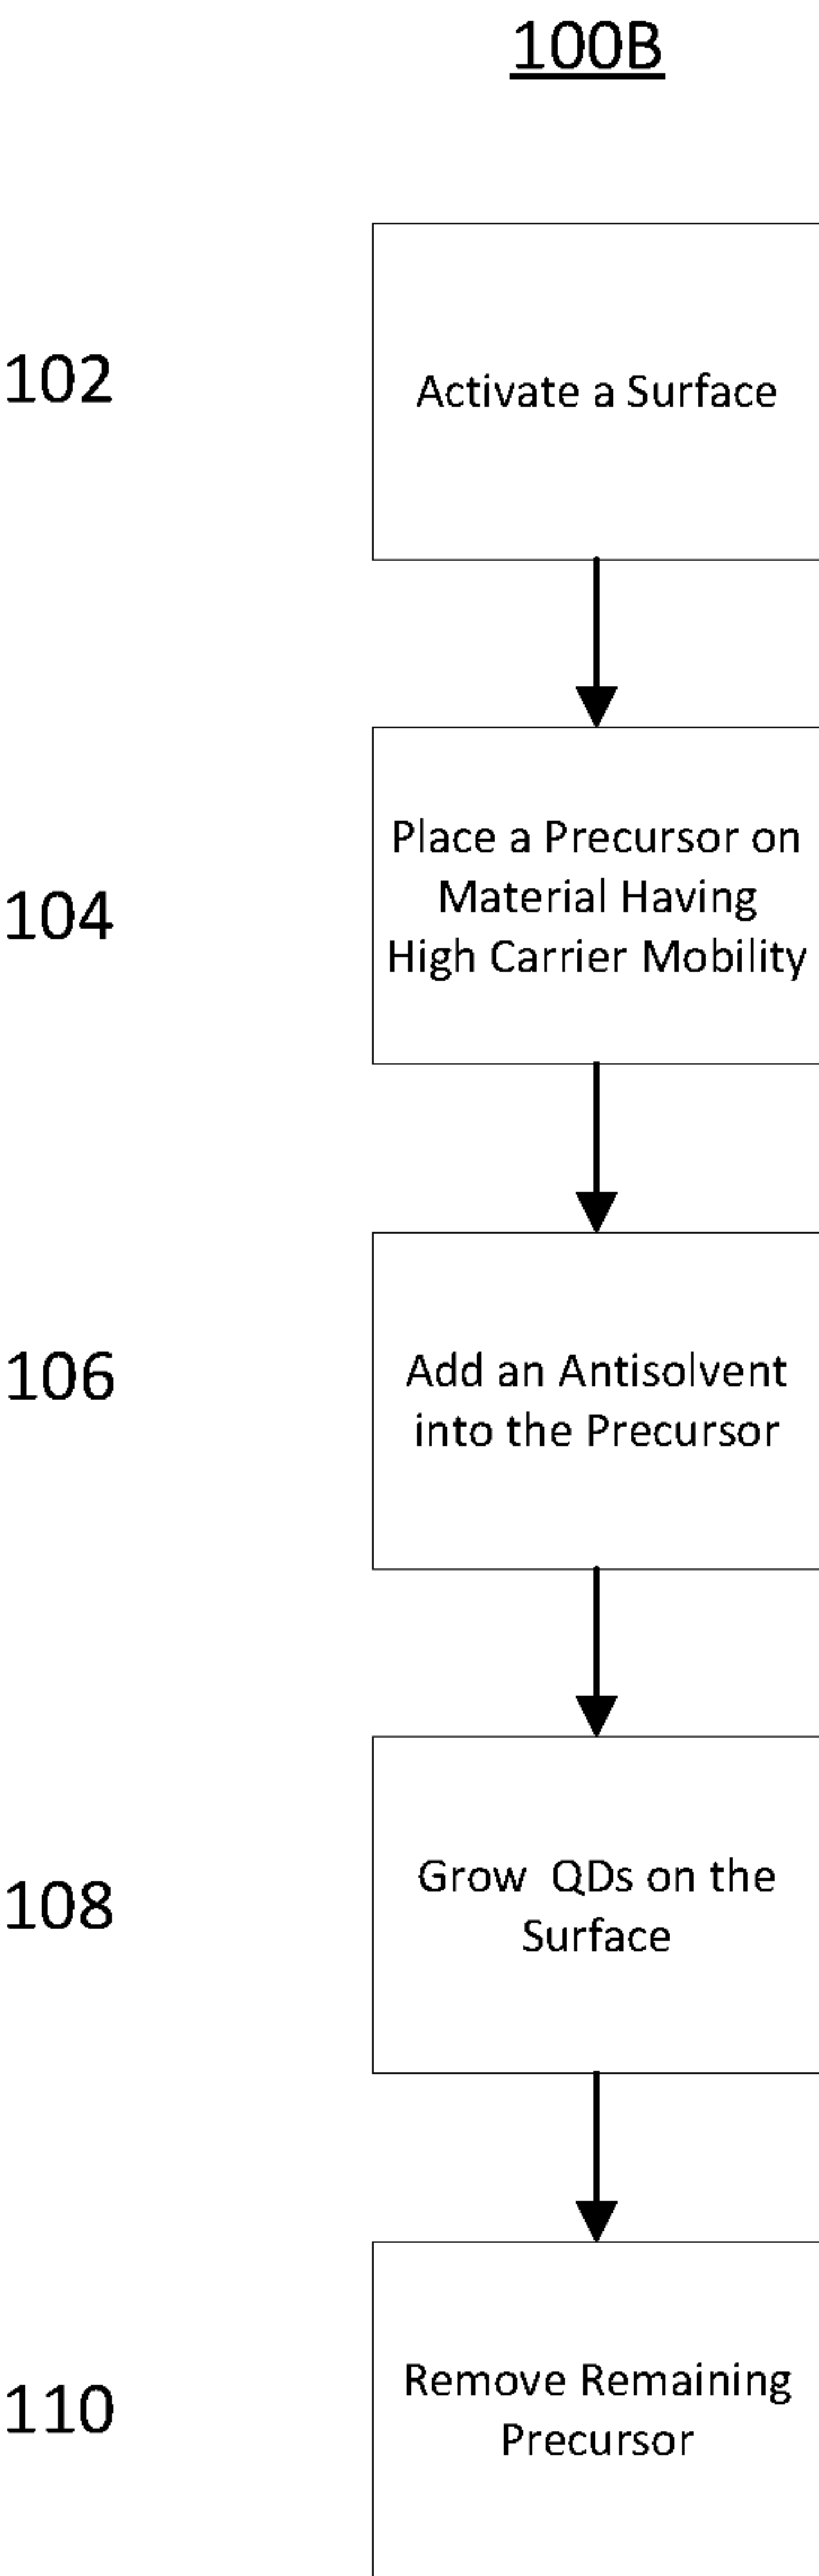 100B
102
Activate a Surface
104
Place a Precursor on
Material Having
High Carrier Mobility
106
Add an Antisolvent
into the Precursor
108
Grow QDs on the
Surface
110
Remove Remaining
Precursor